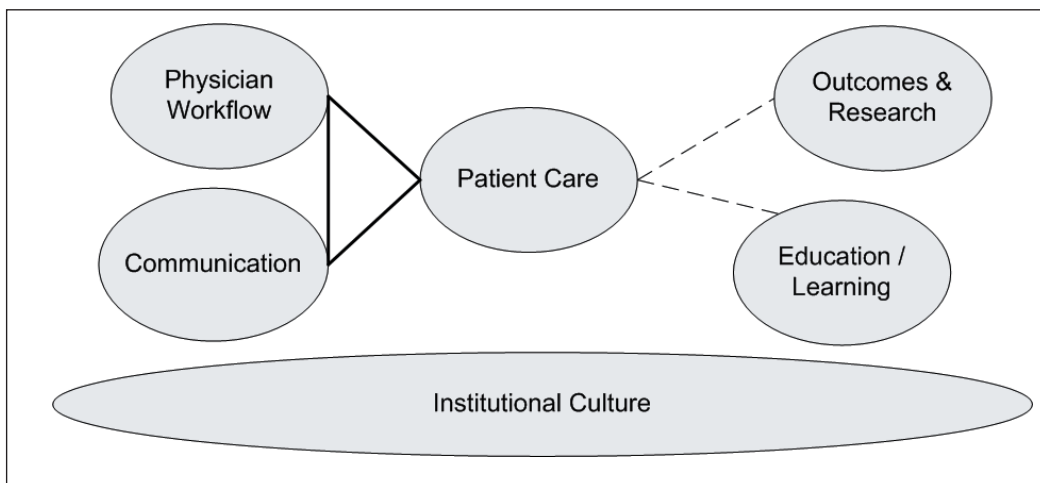 Physician
Workflow
Communication
Patient Care
Outcomes &
Research
Education /
Learning
Institutional Culture